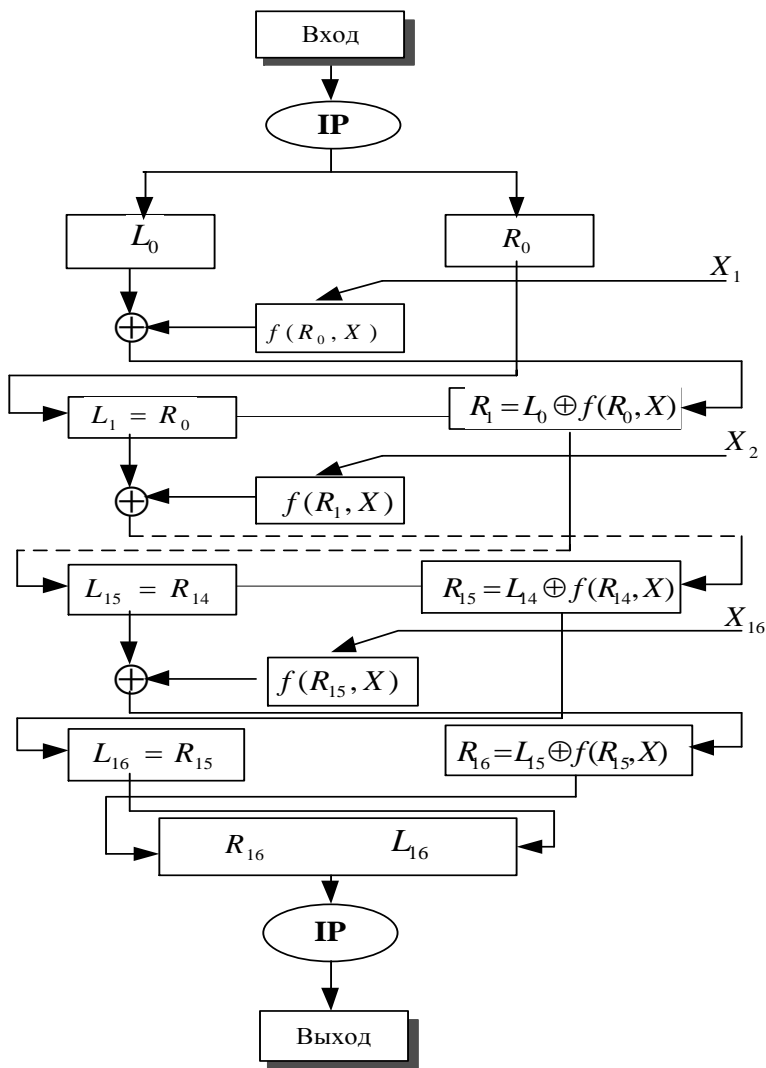 Вход
IP
L₀
R₀
X₁
f(R₀, X)
L₁ = R₀
R₁ = L₀ ⊕ f(R₀, X)
X₂
f(R₁, X)
L₁₅ = R₁₄
R₁₅ = L₁₄ ⊕ f(R₁₄, X)
X₁₆
f(R₁₅, X)
L₁₆ = R₁₅
R₁₆ = L₁₅ ⊕ f(R₁₅, X)
R₁₆ L₁₆
IP
Выход